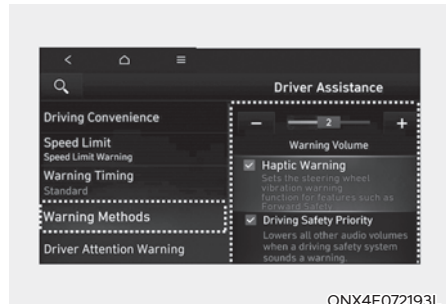 Driver Assistance
Driving Convenience
Speed Limit
Speed Limit Warning
Warning Timing
Standard
Warning Methods
Driver Attention Warning
− 2 +
Warning Volume
Haptic Warning
Sets the steering wheel
vibration warning
function for features such as
Forward Safety.
Driving Safety Priority
Lowers all other audio volumes
when a driving safety system
sounds a warning.
ONX4E072193L